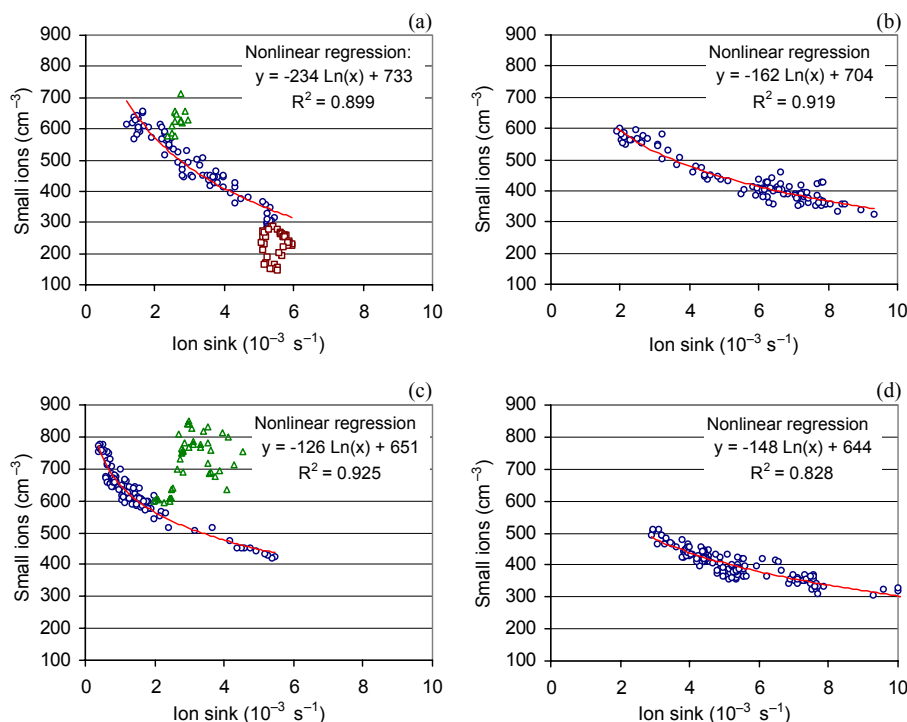 (a)
900
800
700
600
500
400
300
200
100
Small ions (cm⁻³)
Nonlinear regression:
y = -234 Ln(x) + 733
R² = 0.899
0 2 4 6 8 10
Ion sink (10⁻³ s⁻¹)
(b)
900
800
700
600
500
400
300
200
100
Small ions (cm⁻³)
Nonlinear regression
y = -162 Ln(x) + 704
R² = 0.919
0 2 4 6 8 10
Ion sink (10⁻³ s⁻¹)
(c)
900
800
700
600
500
400
300
200
100
Small ions (cm⁻³)
Nonlinear regression
y = -126 Ln(x) + 651
R² = 0.925
0 2 4 6 8 10
Ion sink (10⁻³ s⁻¹)
(d)
900
800
700
600
500
400
300
200
100
Small ions (cm⁻³)
Nonlinear regression
y = -148 Ln(x) + 644
R² = 0.828
0 2 4 6 8 10
Ion sink (10⁻³ s⁻¹)